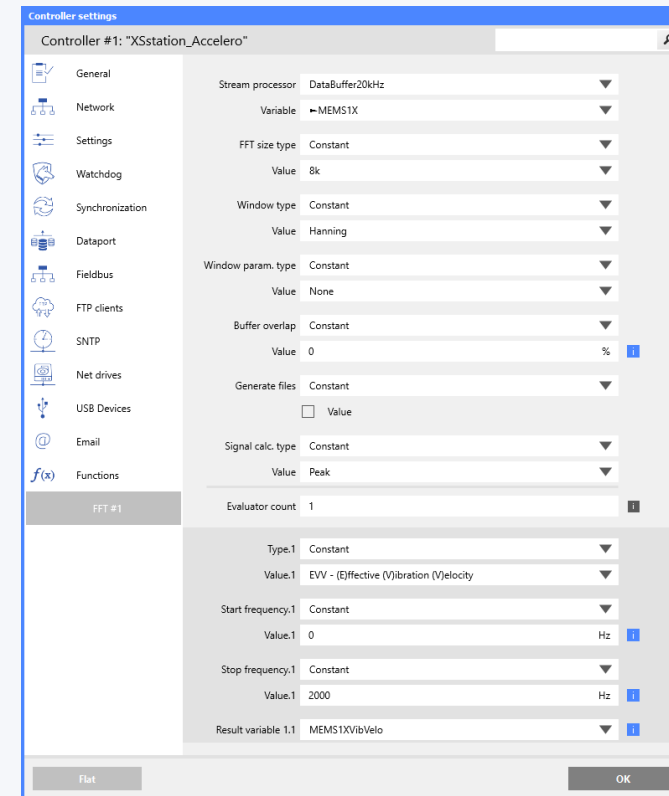 Controller settings
Controller #1: "XSstation_Accelero"
General
Network
Settings
Watchdog
Synchronization
Dataport
Fieldbus
FTP clients
SNTP
Net drives
USB Devices
Email
f(x) Functions
FFT #1
Stream processor DataBuffer20kHz
Variable MEMS1X
FFT size type Constant
Value 8k
Window type Constant
Value Hanning
Window param. type Constant
Value None
Buffer overlap Constant
Value 0 % i
Generate files Constant
Value
Signal calc. type Constant
Value Peak
Evaluator count 1 i
Type.1 Constant
Value.1 EVV - (E)ffective (V)ibration (V)elocity
Start frequency.1 Constant
Value.1 0 Hz i
Stop frequency.1 Constant
Value.1 2000 Hz i
Result variable 1.1 MEMS1XVibVelo i
Flat
OK